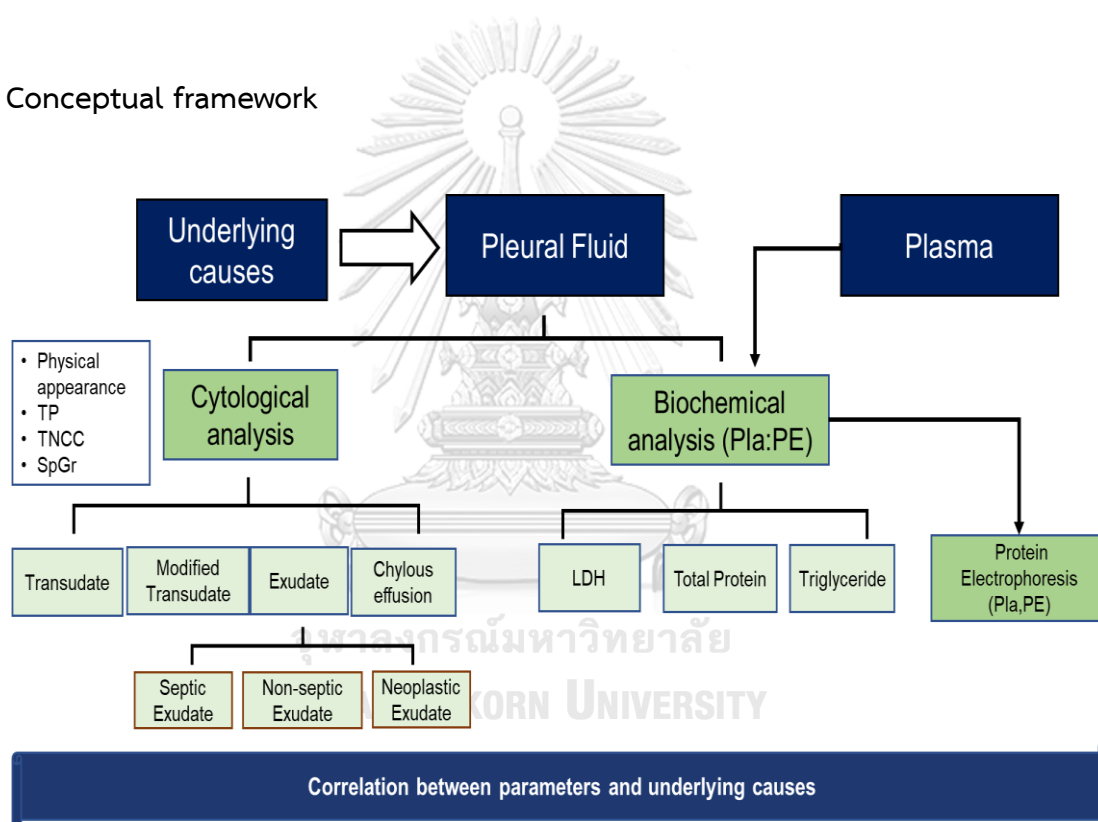 Conceptual framework
Underlying
causes
Pleural Fluid
Plasma
• Physical
appearance
• TP
• TNCC
• SpGr
Cytological
analysis
Biochemical
analysis (Pla:PE)
Transudate
Modified
Transudate
Exudate
Chylous
effusion
LDH
Total Protein
Triglyceride
Protein
Electrophoresis
(Pla,PE)
จุฬาลงกรณ์มหาวิทยาลัย
Septic
Exudate
Non-septic
Exudate
Neoplastic
Exudate
KORN UNIVERSITY
Correlation between parameters and underlying causes